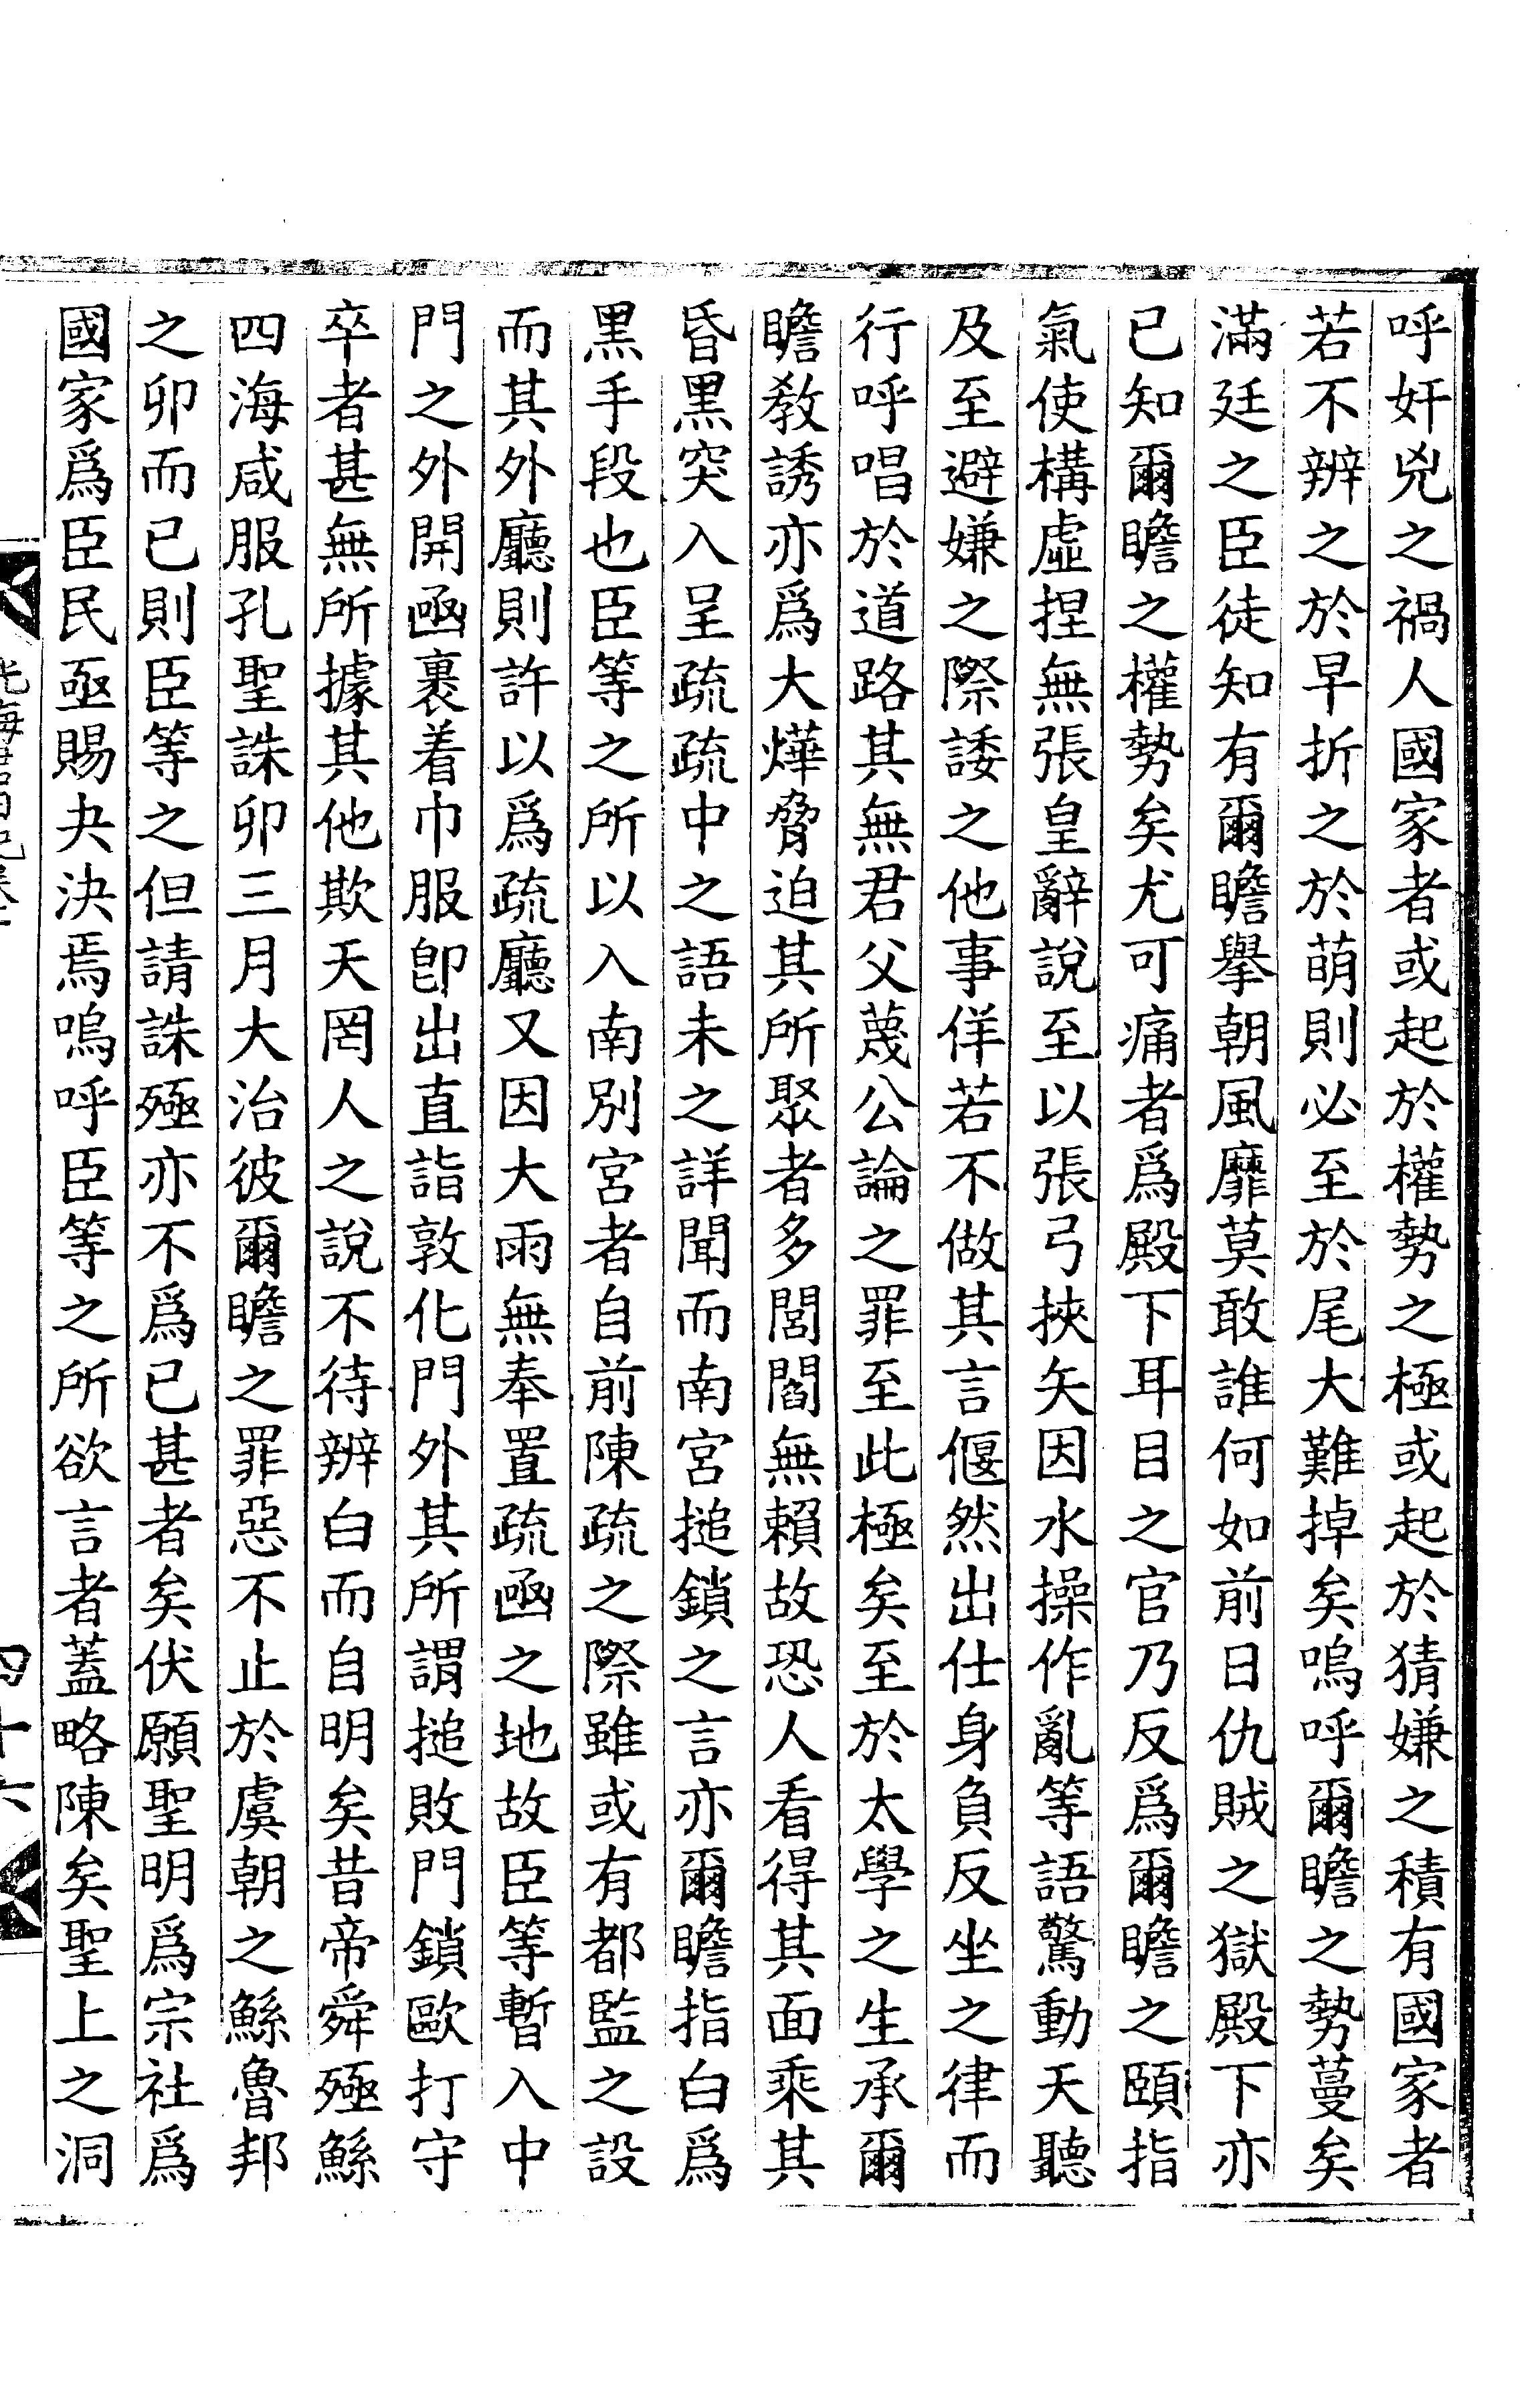 呼奸兇之禍人國家者或起於權勢之極或起於猜嫌之積有國家者
若不辨之於早折之於萌則必至於尾大難掉矣嗚呼爾瞻之勢蔓矣
滿廷之臣徒知有爾瞻擧朝風靡莫敢誰何如前日仇賊之獄殿下亦
已知爾瞻之權勢矣尤可痛者爲殿下耳目之官乃反爲爾瞻之頤指
氣使構虛捏無張皇辭說至以張弓挾矢因水操作亂等語驚動天聽
及至避嫌之際諉之他事佯若不做其言偃然出仕身負反坐之律而
行呼唱於道路其無君父蔑公論之罪至此極矣至於太學之生承爾
瞻敎誘亦爲大燁脅迫其所聚者多閭閻無賴故恐人看得其面乘其
昏黑突入呈疏疏中之語未之詳聞而南宮搥鎖之言亦爾瞻指白爲
黑手段也臣等之所以入南別宮者自前陳疏之際雖或有都監之設
而其外廳則許以爲疏廳又因大雨無奉置疏凾之地故臣等暫入中
門之外開凾裹着巾服卽出直詣敦化門外其所謂搥敗門鎖歐打守
卒者甚無所據其他欺天罔人之說不待辨白而自明矣昔帝舜殛鯀
四海咸服孔聖誅卯三月大治彼爾瞻之罪惡不止於虞朝之鯀魯邦
之卯而已則臣等之但請誅殛亦不爲已甚者矣伏願聖明爲宗社爲
國家爲臣民亟賜夬決焉嗚呼臣等之所欲言者蓋略陳矣聖上之洞